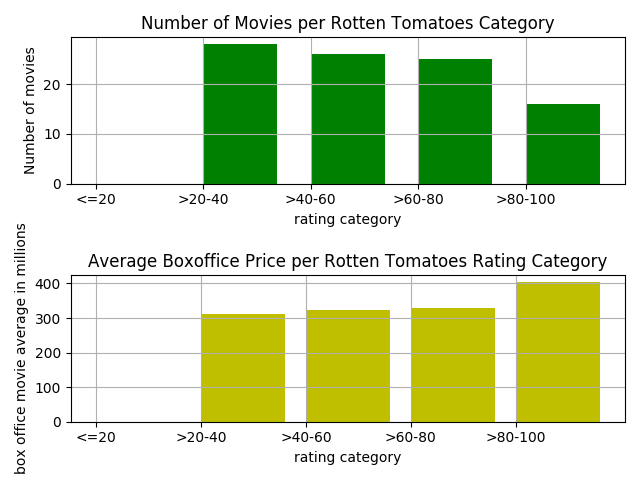 Number of Movies per Rotten Tomatoes Category
Number of movies
20
10
0
<=20 >20-40 >40-60 >60-80 >80-100
rating category
Average Boxoffice Price per Rotten Tomatoes Rating Category
box office movie average in millions
400
300
200
100
0
<=20 >20-40 >40-60 >60-80 >80-100
rating category